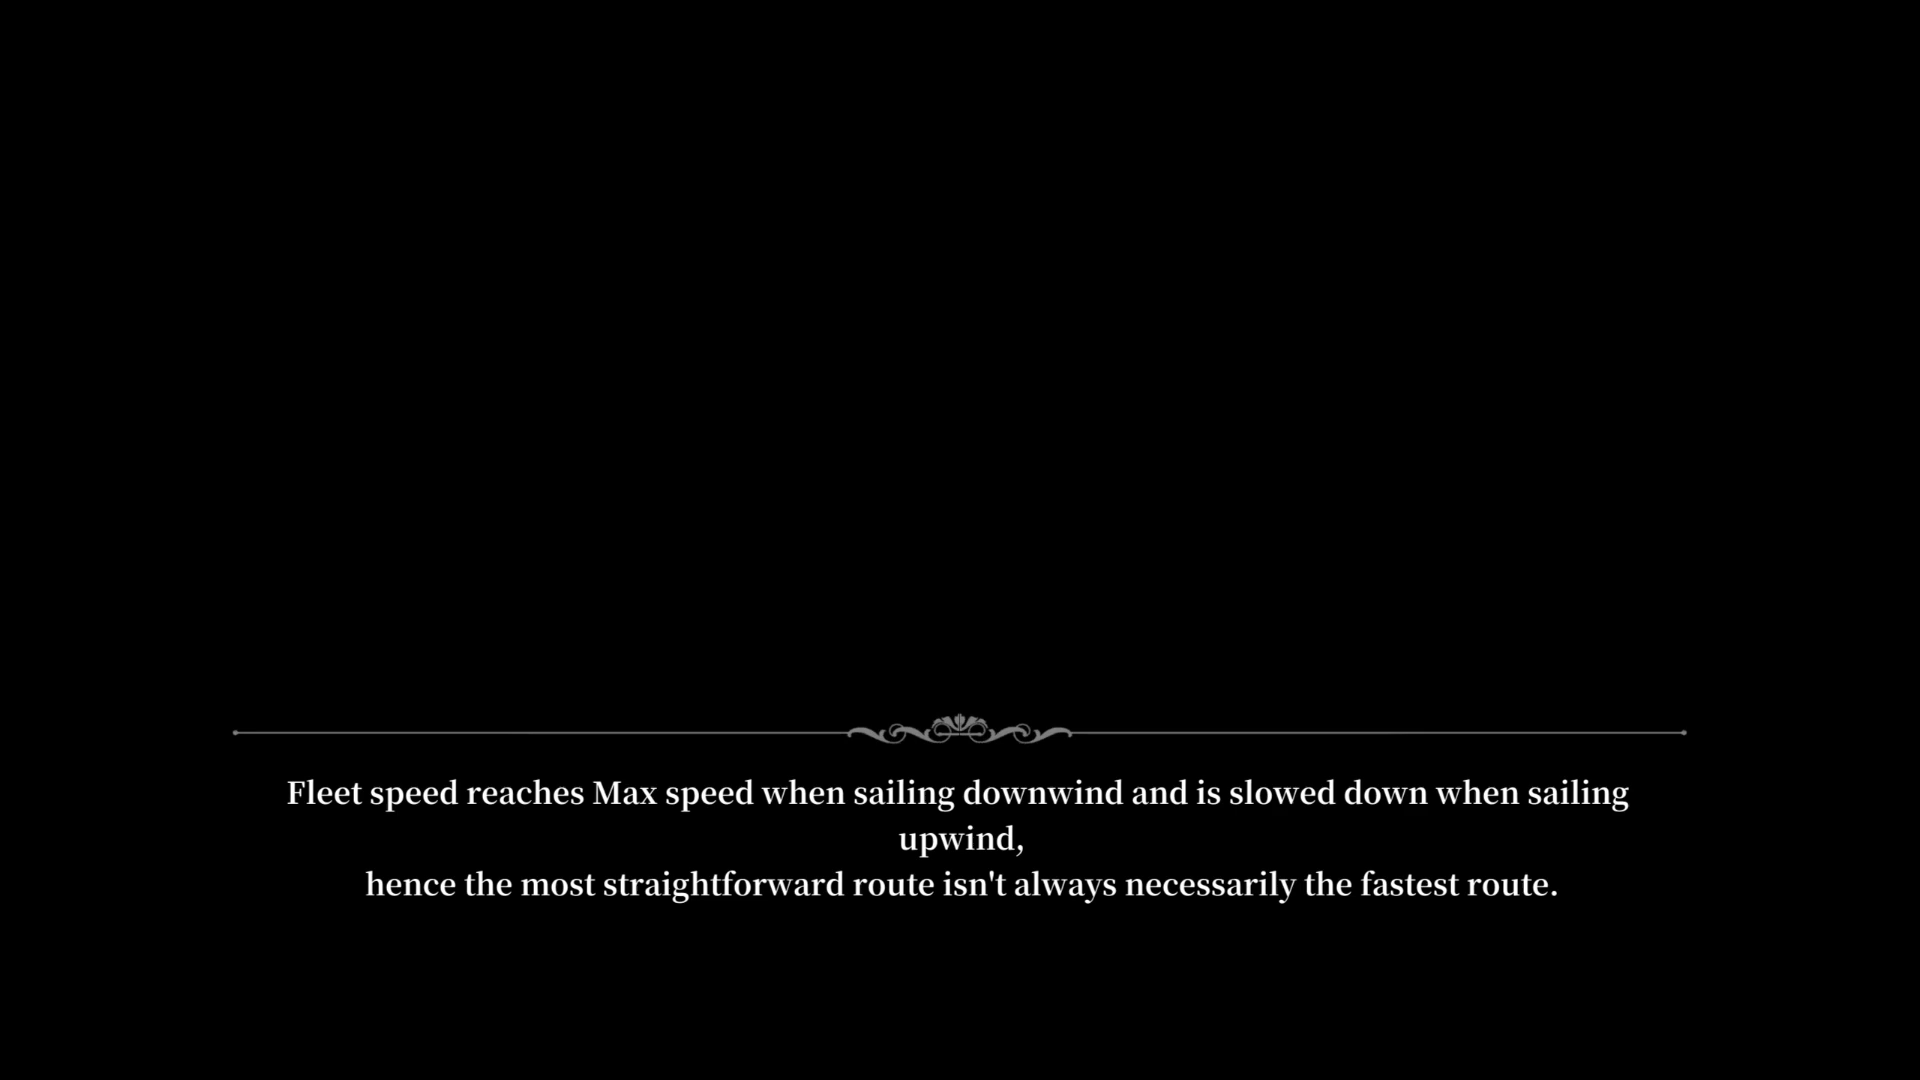 Fleet speed reaches Max speed when sailing downwind and is slowed down when sailing
upwind,
hence the most straightforward route isn't always necessarily the fastest route.